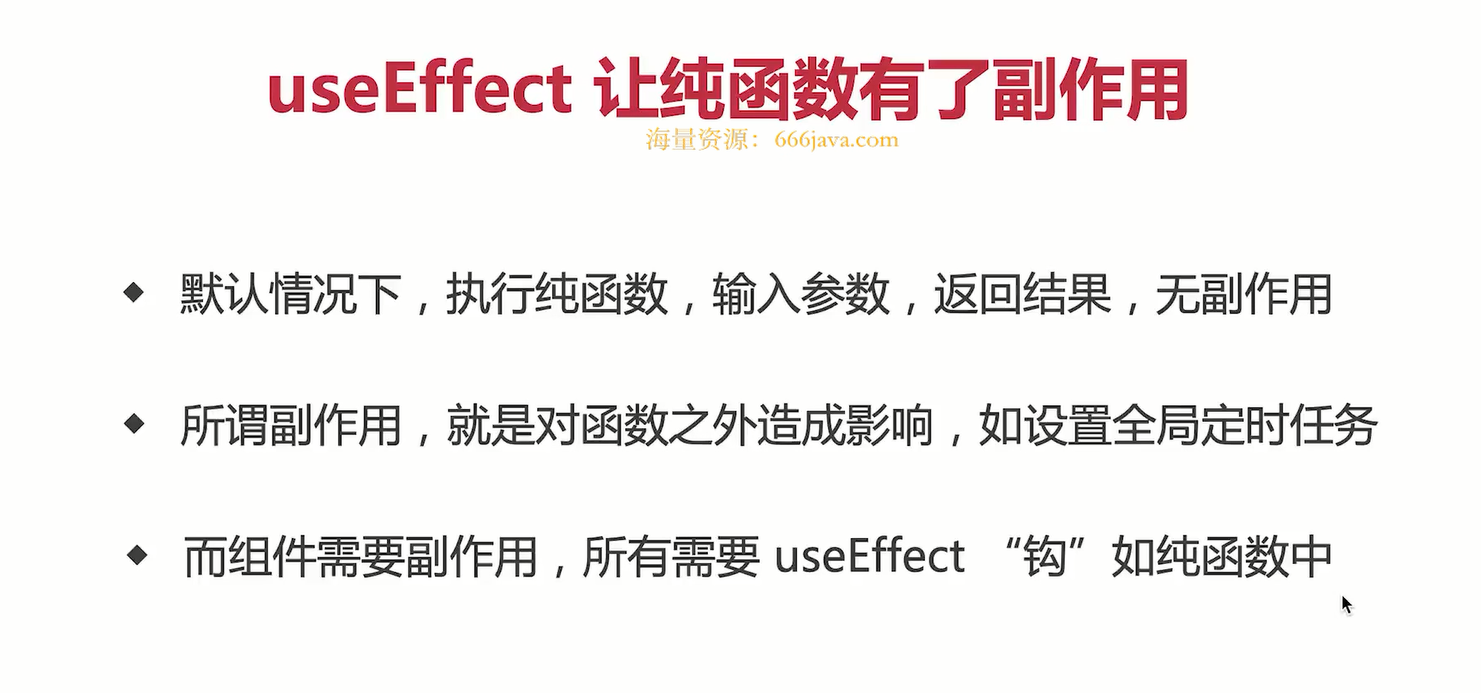 useEffect 让纯函数有了副作用
海量资源：666java.com
◆ 默认情况下，执行纯函数，输入参数，返回结果，无副作用
◆ 所谓副作用，就是对函数之外造成影响，如设置全局定时任务
◆ 而组件需要副作用，所有需要 useEffect “钩”如纯函数中